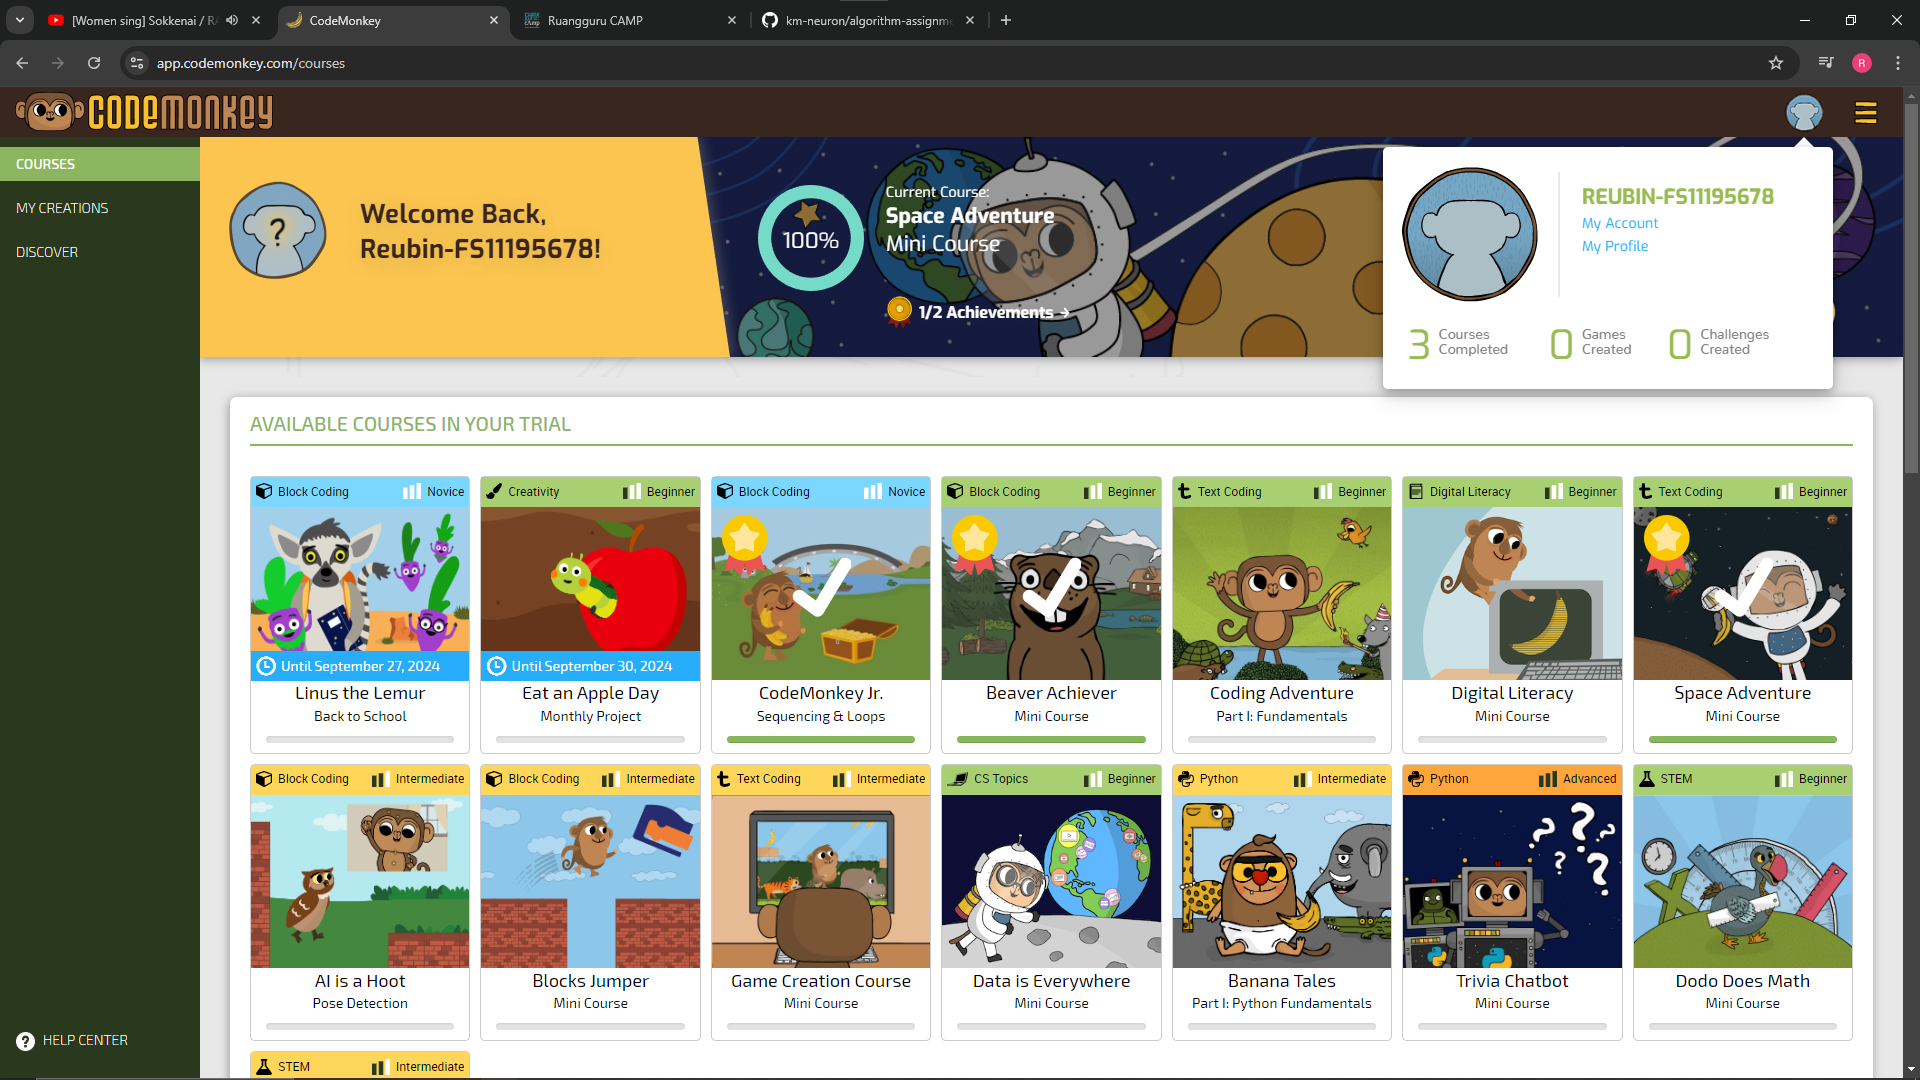 [Women sing] Sokkenai / RA
CodeMonkey
Ruangguru CAMP
km-neuron/algorithm-assignme
app.codemonkey.com/courses
R
CODEMONKEY
COURSES
MY CREATIONS
DISCOVER
HELP CENTER
?
Welcome Back,
Reubin-FS11195678!
100%
Current Course:
Space Adventure
Mini Course
1/2 Achievements →
REUBIN-FS11195678
My Account
My Profile
3 Courses Completed
0 Games Created
0 Challenges Created
AVAILABLE COURSES IN YOUR TRIAL
Block Coding Novice
Until September 27, 2024
Linus the Lemur
Back to School
Creativity Beginner
Until September 30, 2024
Eat an Apple Day
Monthly Project
Block Coding Novice
CodeMonkey Jr.
Sequencing & Loops
Block Coding Beginner
Beaver Achiever
Mini Course
Text Coding Beginner
Coding Adventure
Part I: Fundamentals
Digital Literacy Beginner
Digital Literacy
Mini Course
Text Coding Beginner
Space Adventure
Mini Course
Block Coding Intermediate
AI is a Hoot
Pose Detection
Block Coding Intermediate
Blocks Jumper
Mini Course
Text Coding Intermediate
Game Creation Course
Mini Course
CS Topics Beginner
Data is Everywhere
Mini Course
Python Intermediate
Banana Tales
Part I: Python Fundamentals
Python Advanced
? ? ? ? ?
Trivia Chatbot
Mini Course
STEM Beginner
Dodo Does Math
Mini Course
STEM Intermediate